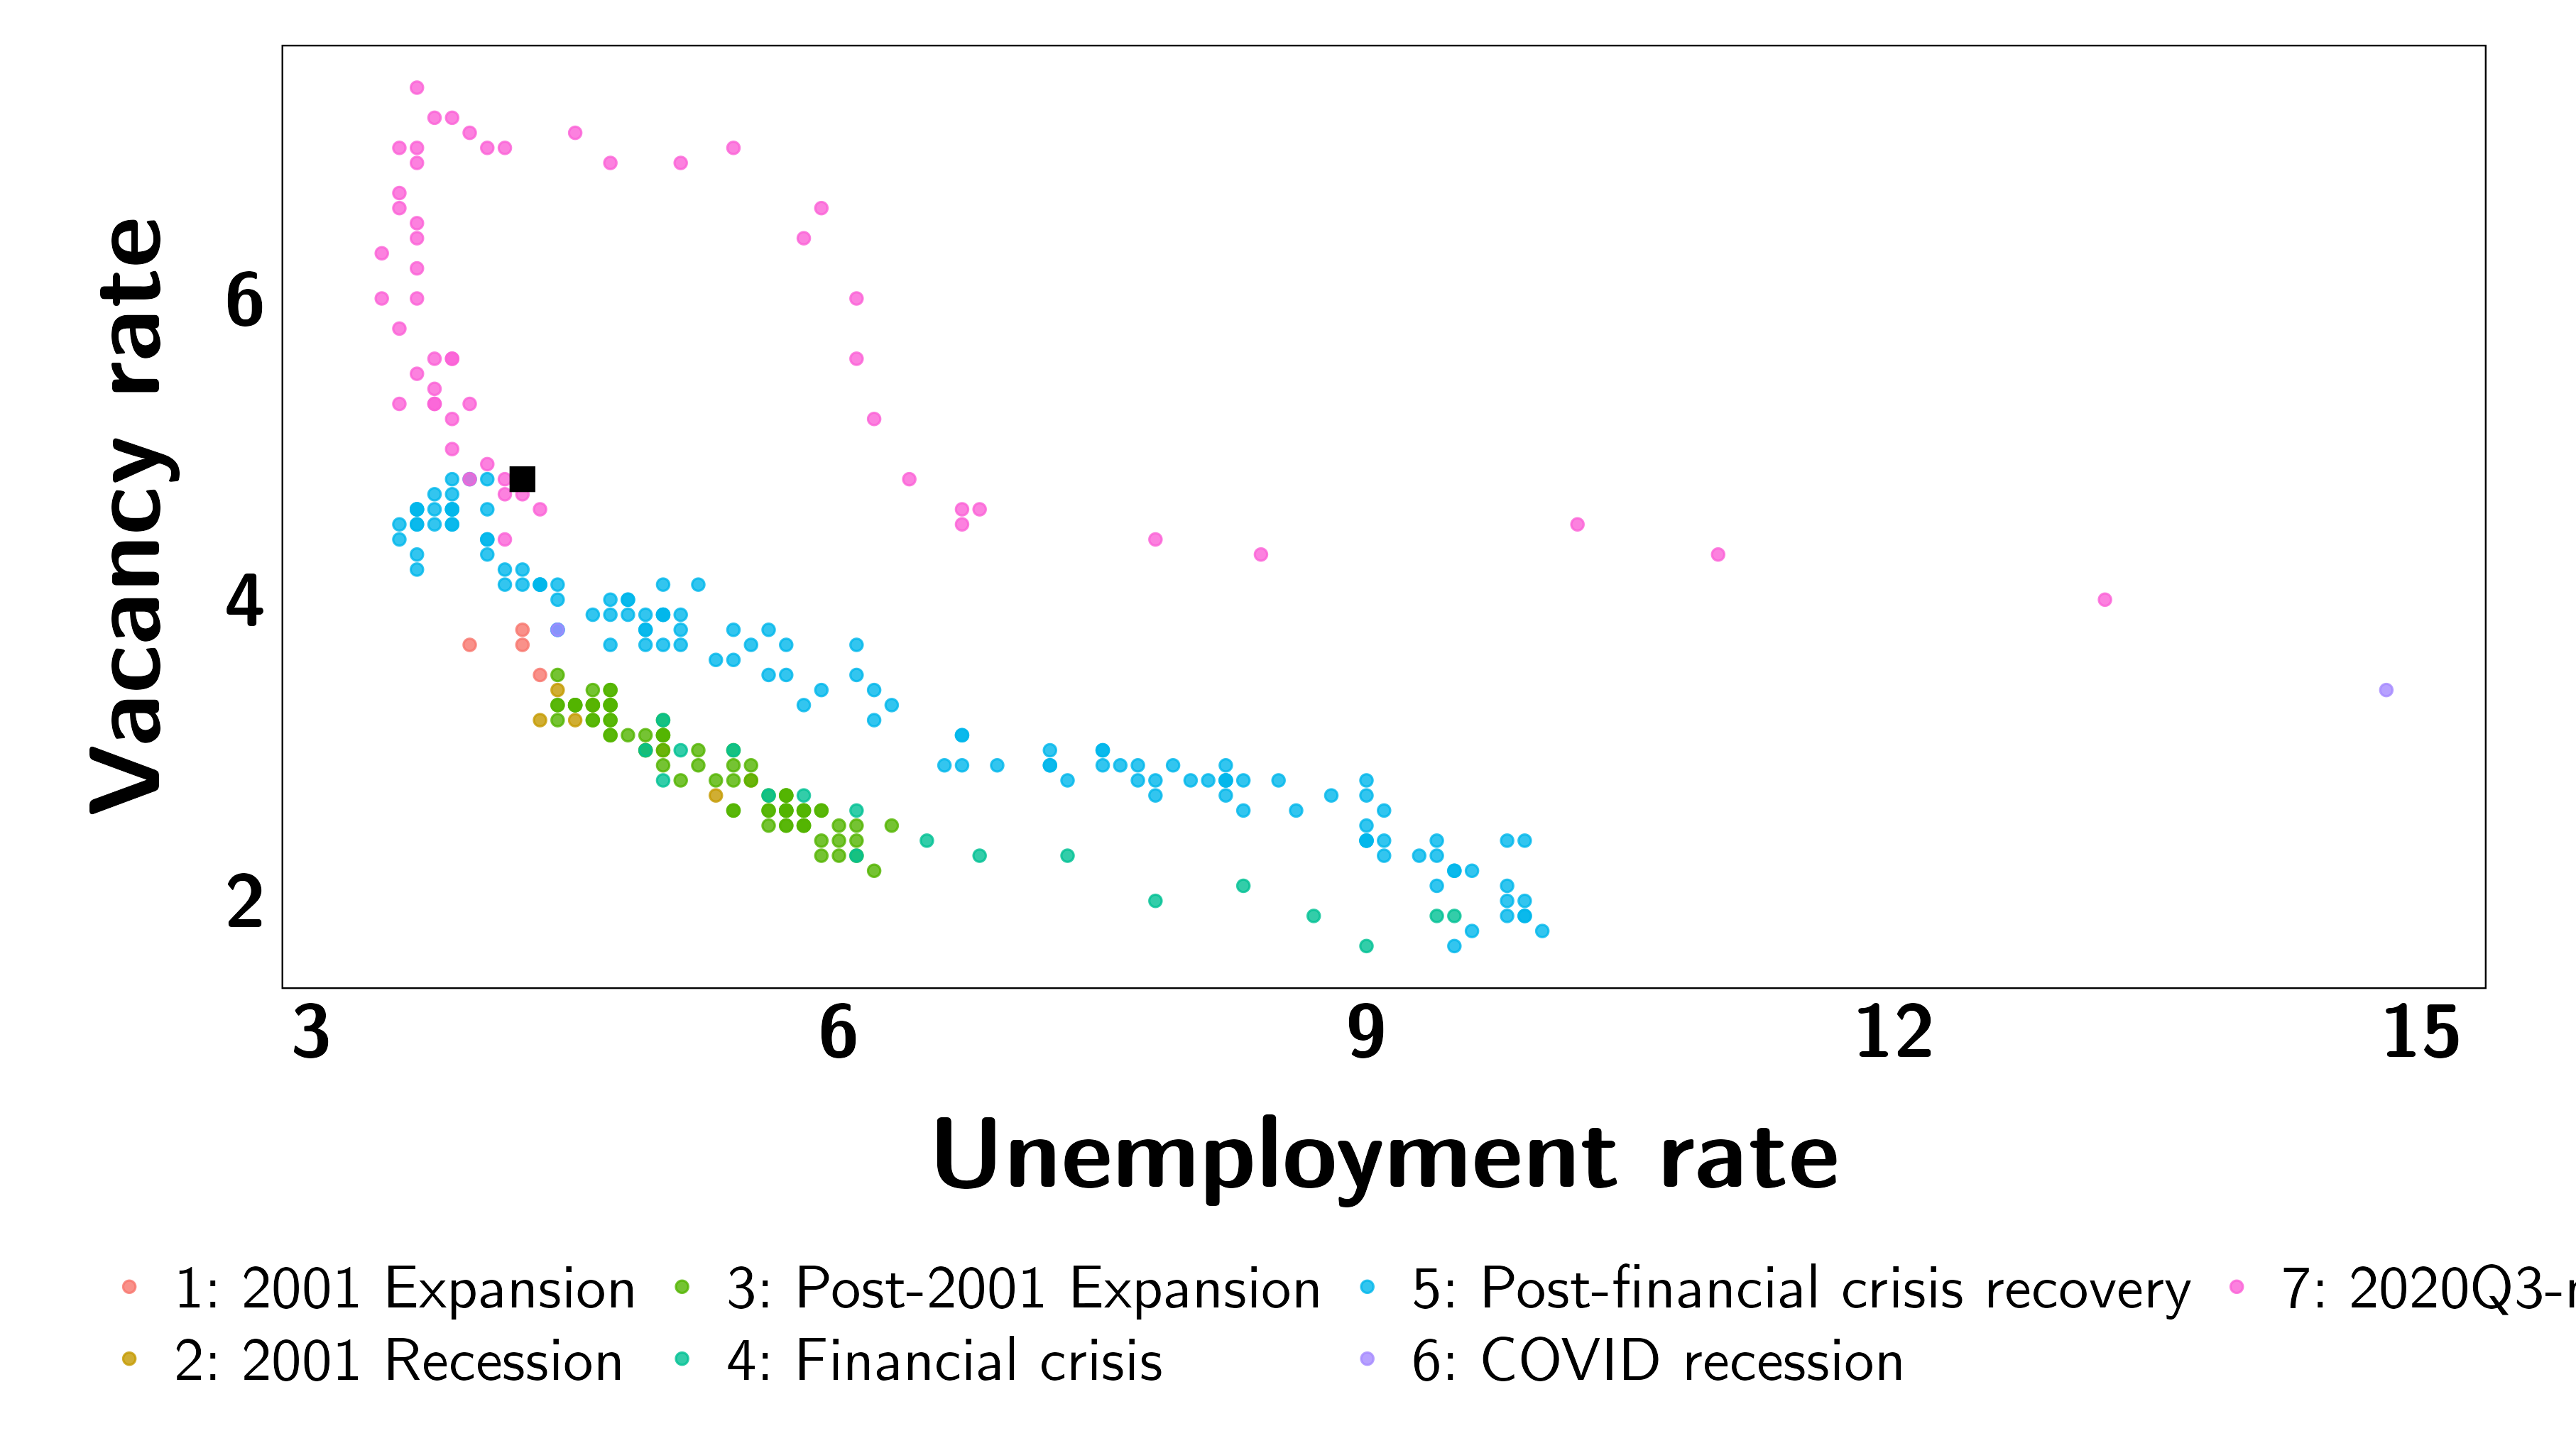 Vacancy rate
6
4
2
3 6 9 12 15
Unemployment rate
1: 2001 Expansion 3: Post-2001 Expansion 5: Post-financial crisis recovery 7: 2020Q3-
2: 2001 Recession 4: Financial crisis 6: COVID recession